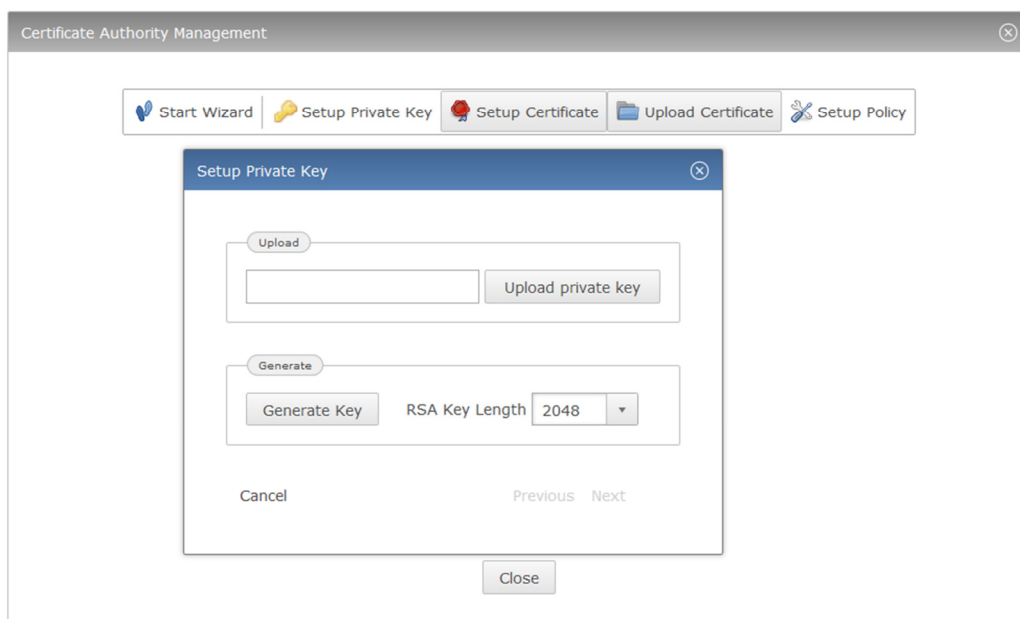 Certificate Authority Management
Start Wizard Setup Private Key Setup Certificate Upload Certificate Setup Policy
Setup Private Key
Upload
Upload private key
Generate
Generate Key RSA Key Length 2048
Cancel Previous Next
Close